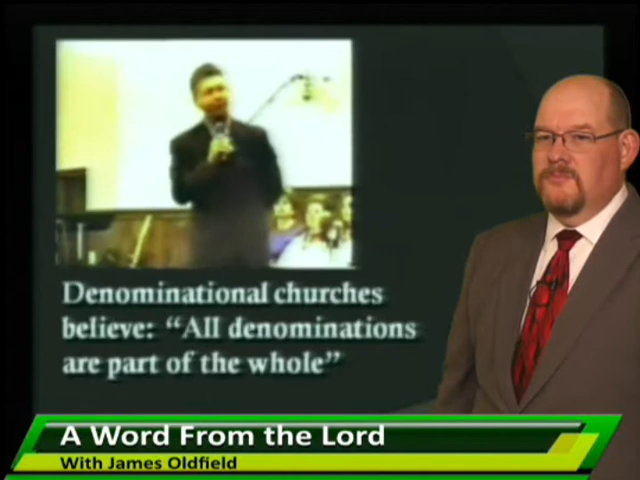 Denominational churches
believe: “All denominations
are part of the whole”
A Word From the Lord
With James Oldfield